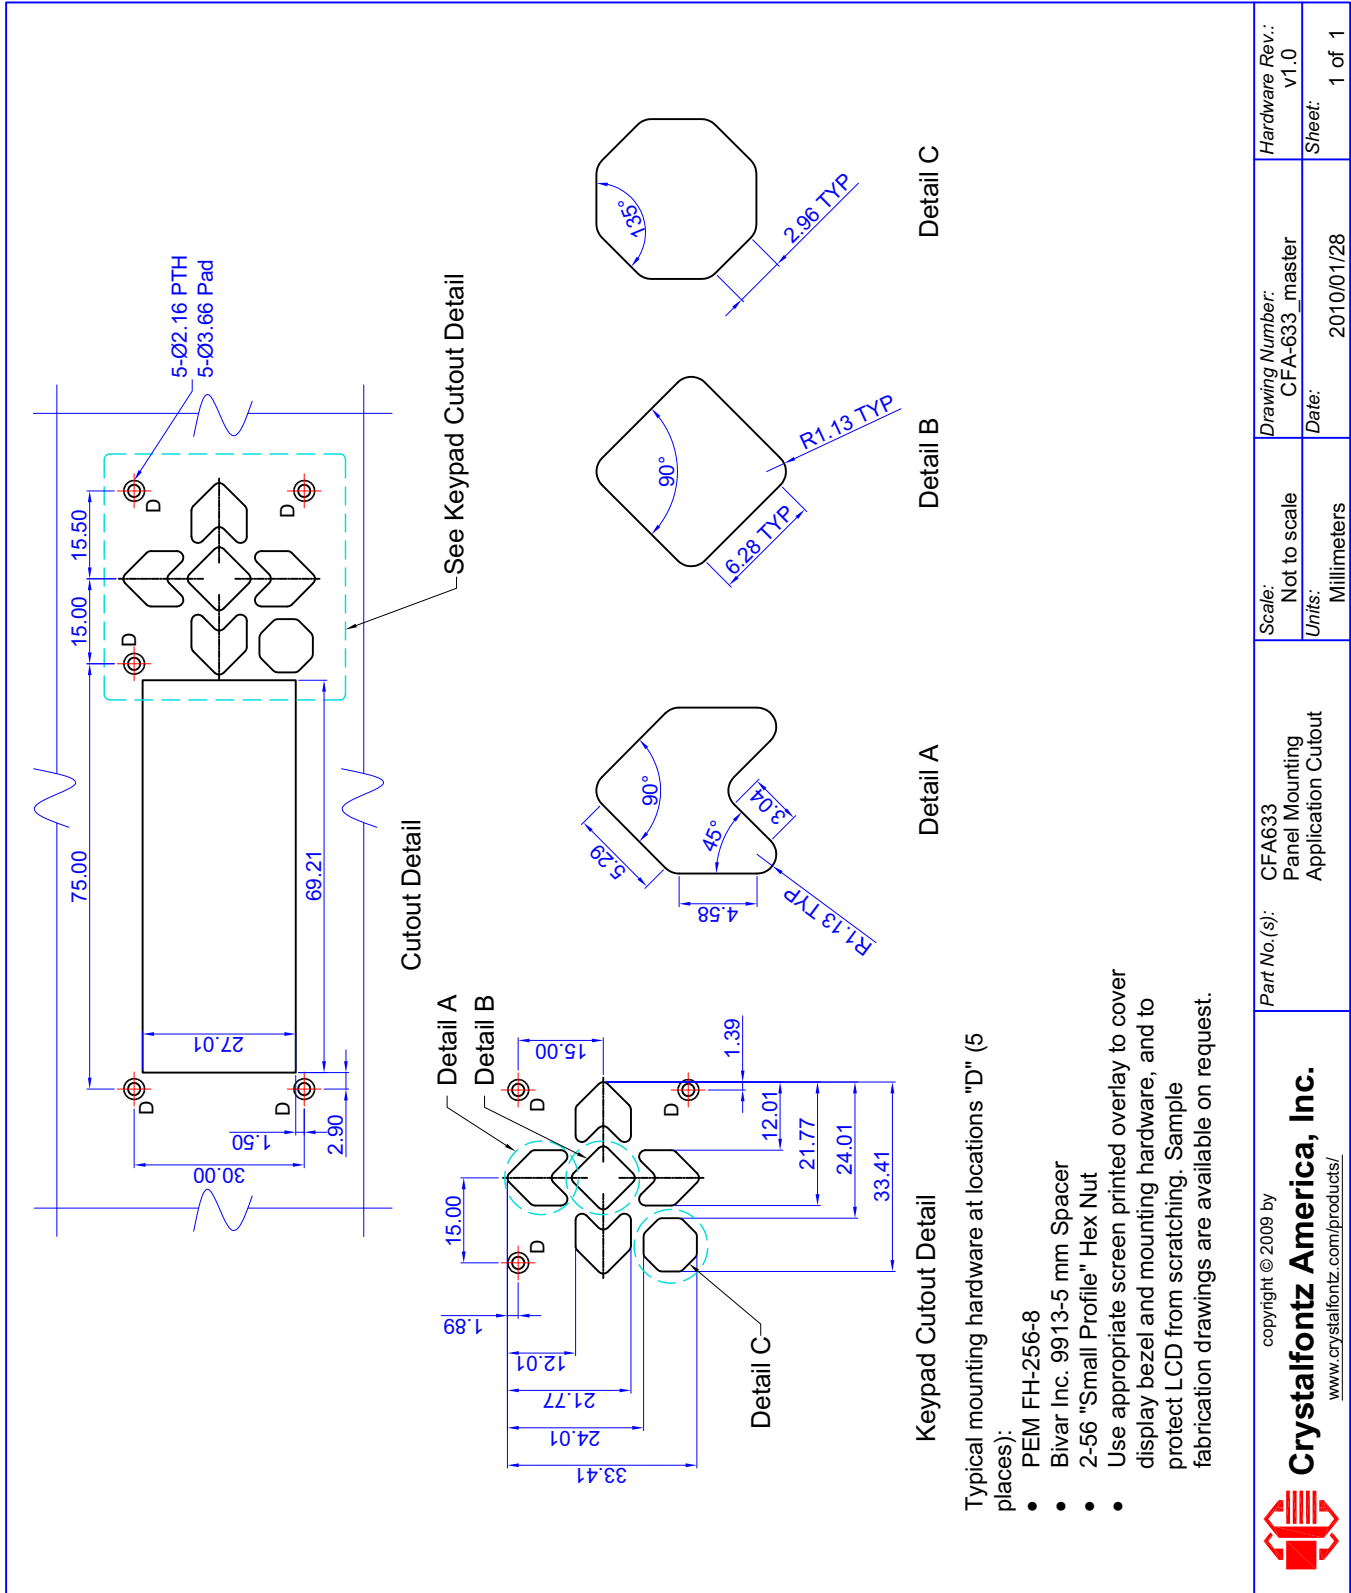 5-Ø2.16 PTH
5-Ø3.66 Pad
75.00
15.00
15.50
D
D
D
D
D
27.01
30.00
1.50
2.90
69.21
See Keypad Cutout Detail
Cutout Detail
Detail A
Detail B
15.00
15.00
D
D
D
1.89
12.01
21.77
24.01
33.41
1.39
12.01
21.77
24.01
33.41
Detail C
Keypad Cutout Detail
5.29
90°
45°
3.04
4.58
R1.13 TYP
Detail A
90°
6.28 TYP
R1.13 TYP
Detail B
135°
2.96 TYP
Detail C
Typical mounting hardware at locations "D" (5
places):
• PEM FH-256-8
• Bivar Inc. 9913-5 mm Spacer
• 2-56 "Small Profile" Hex Nut
• Use appropriate screen printed overlay to cover
display bezel and mounting hardware, and to
protect LCD from scratching. Sample
fabrication drawings are available on request.
copyright © 2009 by
Crystalfontz America, Inc.
www.crystalfontz.com/products/
Part No.(s): CFA633
Panel Mounting
Application Cutout
Scale:
Not to scale
Units:
Millimeters
Drawing Number:
CFA-633_master
Date:
2010/01/28
Hardware Rev.:
v1.0
Sheet:
1 of 1